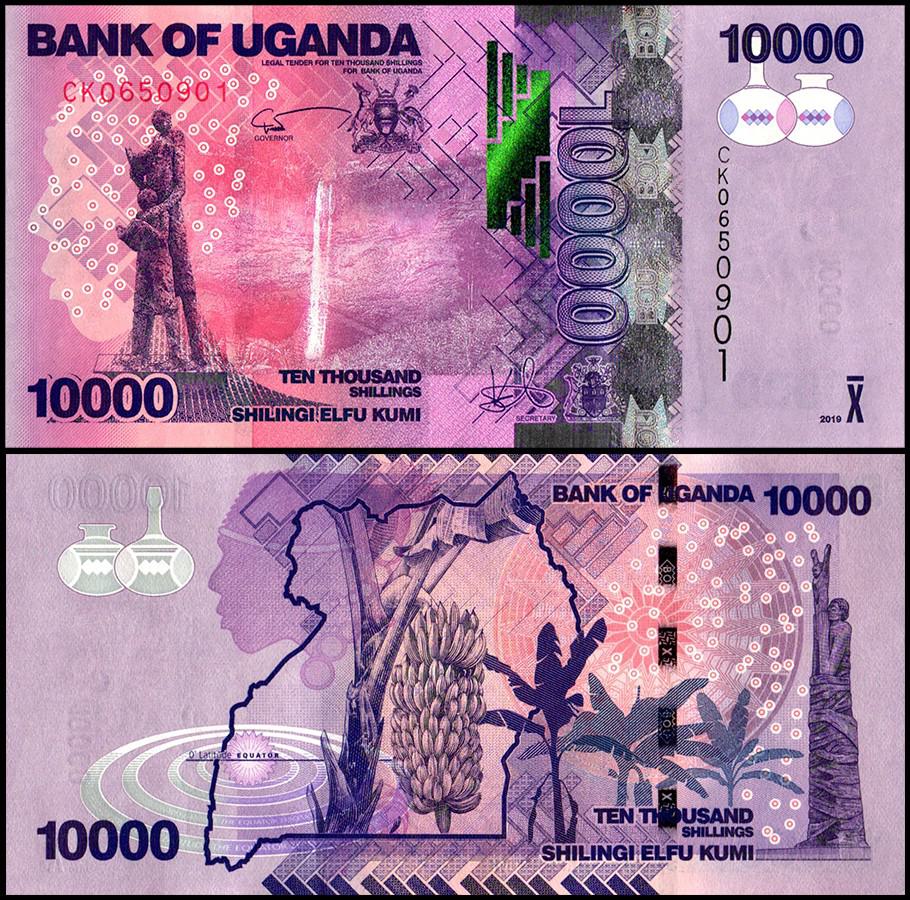 BANK OF UGANDA
LEGAL TENDER FOR TEN THOUSAND SHILLINGS
FOR BANK OF UGANDA
CK0650901
GOVERNOR
10000
10000
CK0650901
TEN THOUSAND
SHILLINGS
SHILINGI ELFU KUMI
10000
SECRETARY
2019
X
BANK OF UGANDA 10000
10000
0° Latitude EQUATOR
10000
TEN THOUSAND
SHILLINGS
SHILINGI ELFU KUMI